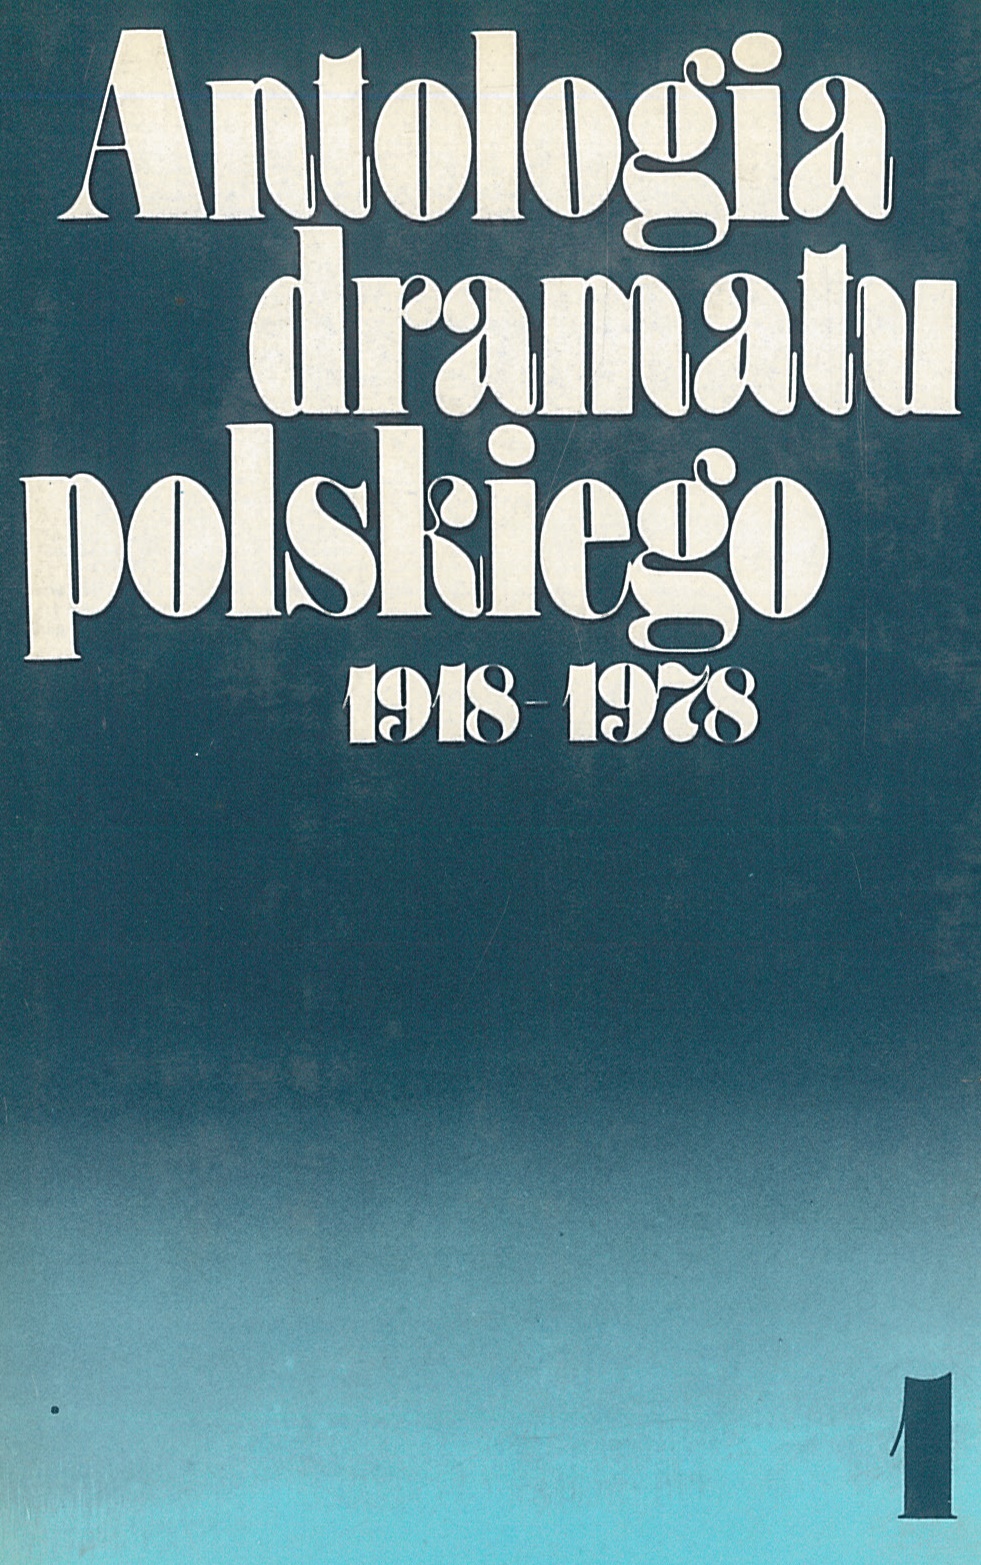 Antologia
dramatu
polskiego
1918-1978
1